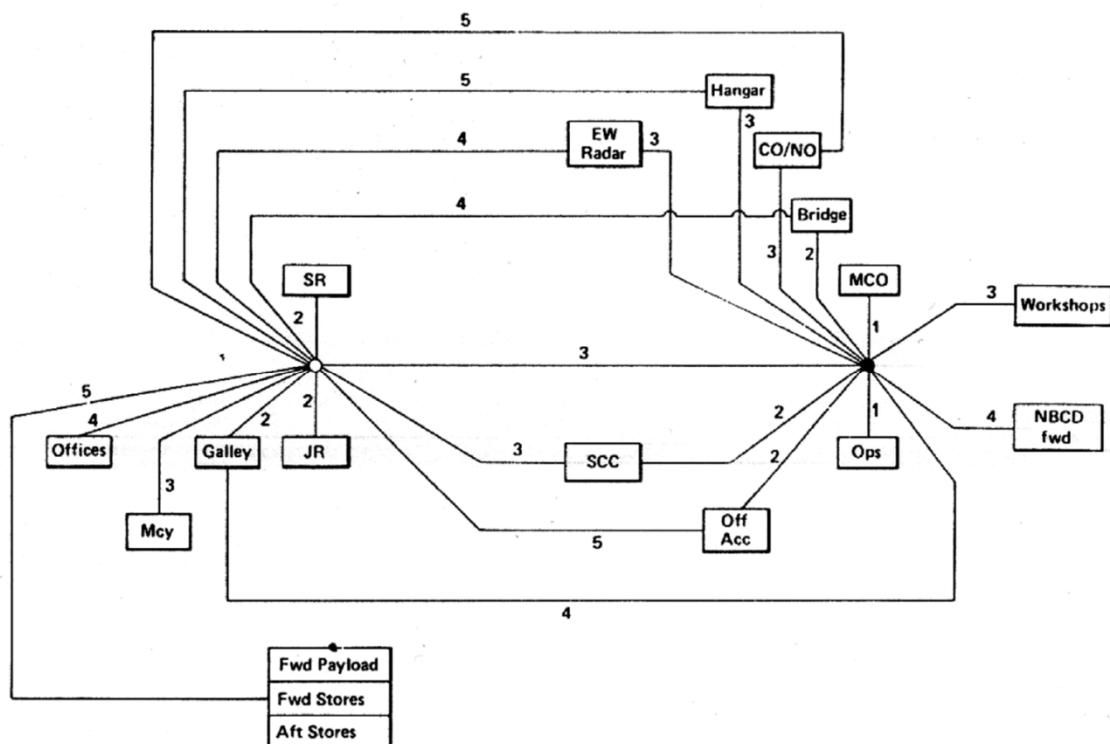 5
5
Hangar
3
EW
Radar
3
4
CO/NO
4
Bridge
3
2
SR
MCO
2
1
3
Workshops
3
5
4
2
2
2
1
4
NBCD
fwd
Offices
Galley
JR
3
SCC
2
Ops
3
Mcy
5
Off
Acc
4
Fwd Payload
Fwd Stores
Aft Stores